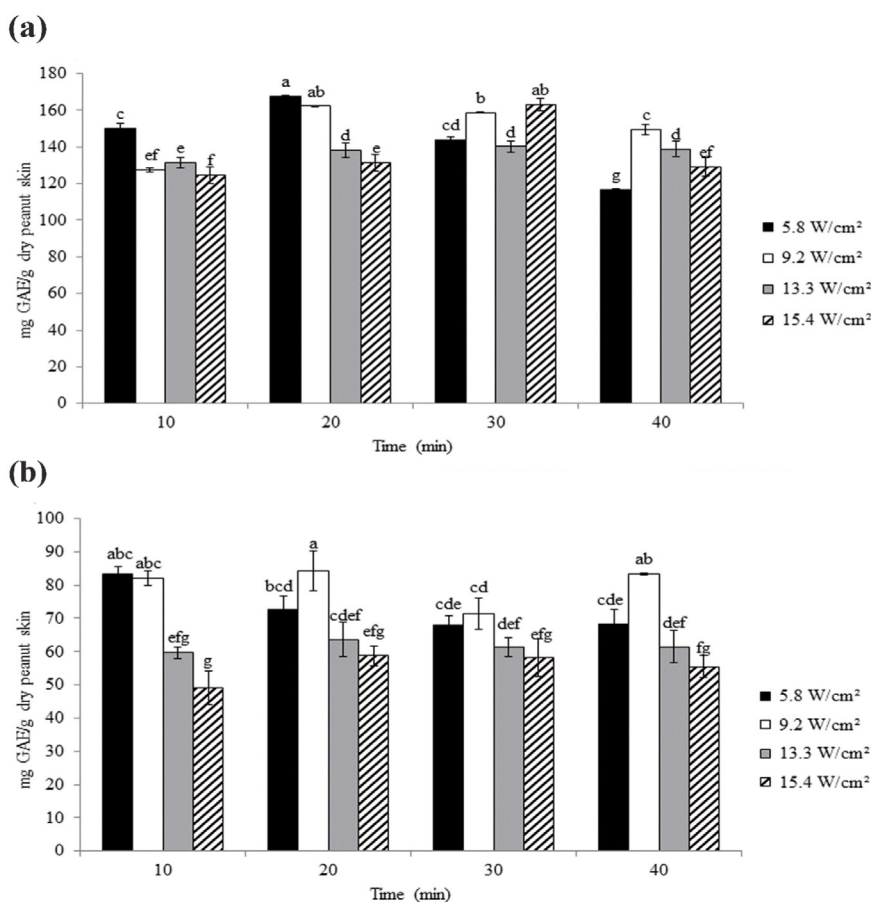 (a)
180
160
140
120
100
80
60
40
20
0
mg GAE/g dry peanut skin
c
ef
e
f
a
ab
d
e
cd
b
d
ab
g
c
d
ef
10
20
30
40
Time (min)
5.8 W/cm²
9.2 W/cm²
13.3 W/cm²
15.4 W/cm²
(b)
100
90
80
70
60
50
40
30
20
10
0
mg GAE/g dry peanut skin
abc
abc
efg
g
bcd
a
cdef
efg
cde
cd
def
efg
cde
ab
def
fg
10
20
30
40
Time (min)
5.8 W/cm²
9.2 W/cm²
13.3 W/cm²
15.4 W/cm²